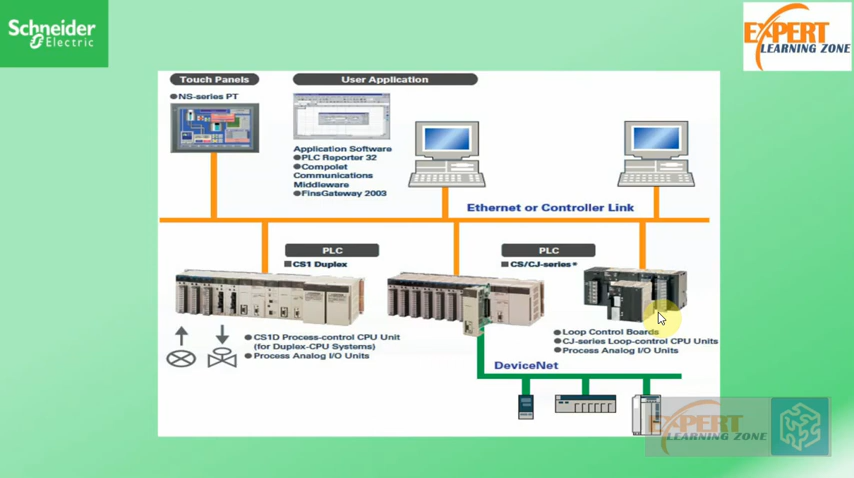 Schneider
Electric
EXPERT
LEARNING ZONE
Touch Panels
User Application
●NS-series PT
Application Software
●PLC Reporter 32
●Compolet
Communications
Middleware
●FinsGateway 2003
Ethernet or Controller Link
PLC
■ CS1 Duplex
PLC
■ CS/CJ-series*
● CS1D Process-control CPU Unit
(for Duplex-CPU Systems)
● Process Analog I/O Units
● Loop Control Boards
● CJ-series Loop-control CPU Units
● Process Analog I/O Units
DeviceNet
EXPERT
LEARNING ZONE